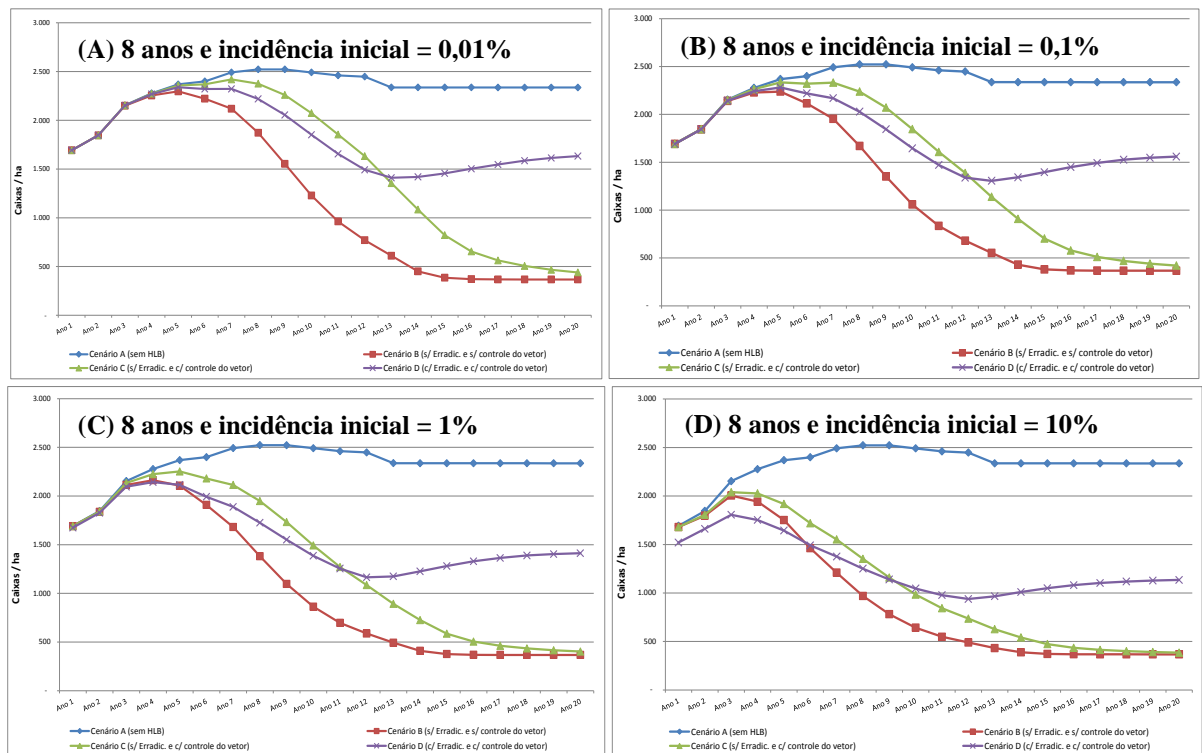 (A) 8 anos e incidência inicial = 0,01%
3.000
2.500
2.000
1.500
1.000
500
-
Caixas / ha
Ano 1 Ano 2 Ano 3 Ano 4 Ano 5 Ano 6 Ano 7 Ano 8 Ano 9 Ano 10 Ano 11 Ano 12 Ano 13 Ano 14 Ano 15 Ano 16 Ano 17 Ano 18 Ano 19 Ano 20
Cenário A (sem HLB) Cenário B (s/ Erradic. e s/ controle do vetor)
Cenário C (s/ Erradic. e c/ controle do vetor) Cenário D (c/ Erradic. e c/ controle do vetor)
(B) 8 anos e incidência inicial = 0,1%
3.000
2.500
2.000
1.500
1.000
500
-
Caixas / ha
Ano 1 Ano 2 Ano 3 Ano 4 Ano 5 Ano 6 Ano 7 Ano 8 Ano 9 Ano 10 Ano 11 Ano 12 Ano 13 Ano 14 Ano 15 Ano 16 Ano 17 Ano 18 Ano 19 Ano 20
Cenário A (sem HLB) Cenário B (s/ Erradic. e s/ controle do vetor)
Cenário C (s/ Erradic. e c/ controle do vetor) Cenário D (c/ Erradic. e c/ controle do vetor)
(C) 8 anos e incidência inicial = 1%
3.000
2.500
2.000
1.500
1.000
500
-
Caixas / ha
Ano 1 Ano 2 Ano 3 Ano 4 Ano 5 Ano 6 Ano 7 Ano 8 Ano 9 Ano 10 Ano 11 Ano 12 Ano 13 Ano 14 Ano 15 Ano 16 Ano 17 Ano 18 Ano 19 Ano 20
Cenário A (sem HLB) Cenário B (s/ Erradic. e s/ controle do vetor)
Cenário C (s/ Erradic. e c/ controle do vetor) Cenário D (c/ Erradic. e c/ controle do vetor)
(D) 8 anos e incidência inicial = 10%
3.000
2.500
2.000
1.500
1.000
500
-
Caixas / ha
Ano 1 Ano 2 Ano 3 Ano 4 Ano 5 Ano 6 Ano 7 Ano 8 Ano 9 Ano 10 Ano 11 Ano 12 Ano 13 Ano 14 Ano 15 Ano 16 Ano 17 Ano 18 Ano 19 Ano 20
Cenário A (sem HLB) Cenário B (s/ Erradic. e s/ controle do vetor)
Cenário C (s/ Erradic. e c/ controle do vetor) Cenário D (c/ Erradic. e c/ controle do vetor)